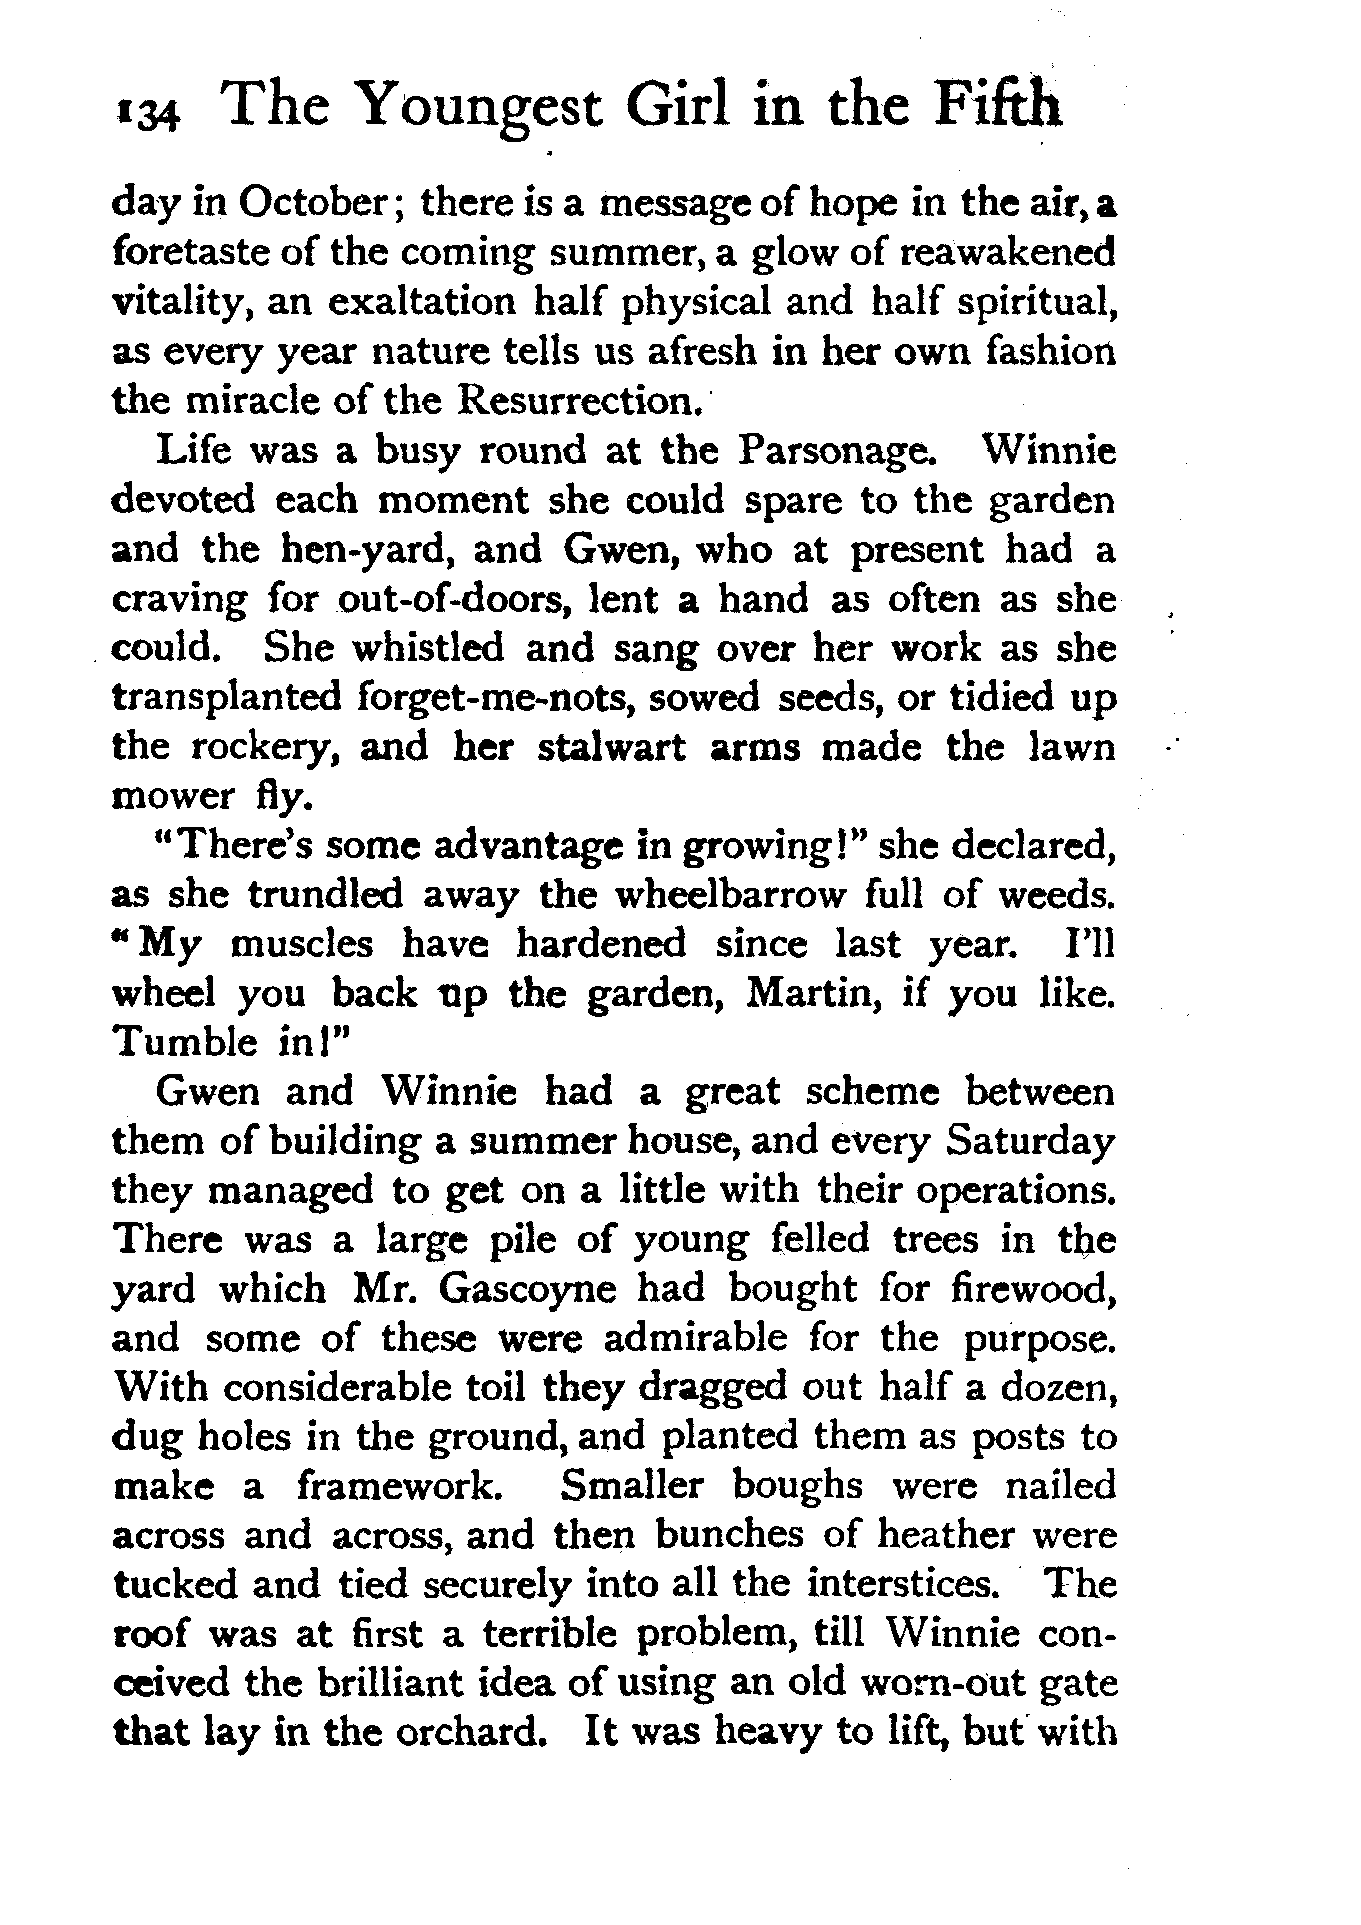 134 The Youngest Girl in the Fifth
day in October; there is a message of hope in the air, a
foretaste of the coming summer, a glow of reawakened
vitality, an exaltation half physical and half spiritual,
as every year nature tells us afresh in her own fashion
the miracle of the Resurrection.
Life was a busy round at the Parsonage. Winnie
devoted each moment she could spare to the garden
and the hen-yard, and Gwen, who at present had a
craving for out-of-doors, lent a hand as often as she
could. She whistled and sang over her work as she
transplanted forget-me-nots, sowed seeds, or tidied up
the rockery, and her stalwart arms made the lawn
mower fly.
"There's some advantage in growing!" she declared,
as she trundled away the wheelbarrow full of weeds.
"My muscles have hardened since last year. I'll
wheel you back up the garden, Martin, if you like.
Tumble in!"
Gwen and Winnie had a great scheme between
them of building a summer house, and every Saturday
they managed to get on a little with their operations.
There was a large pile of young felled trees in the
yard which Mr. Gascoyne had bought for firewood,
and some of these were admirable for the purpose.
With considerable toil they dragged out half a dozen,
dug holes in the ground, and planted them as posts to
make a framework. Smaller boughs were nailed
across and across, and then bunches of heather were
tucked and tied securely into all the interstices. The
roof was at first a terrible problem, till Winnie con-
ceived the brilliant idea of using an old worn-out gate
that lay in the orchard. It was heavy to lift, but with